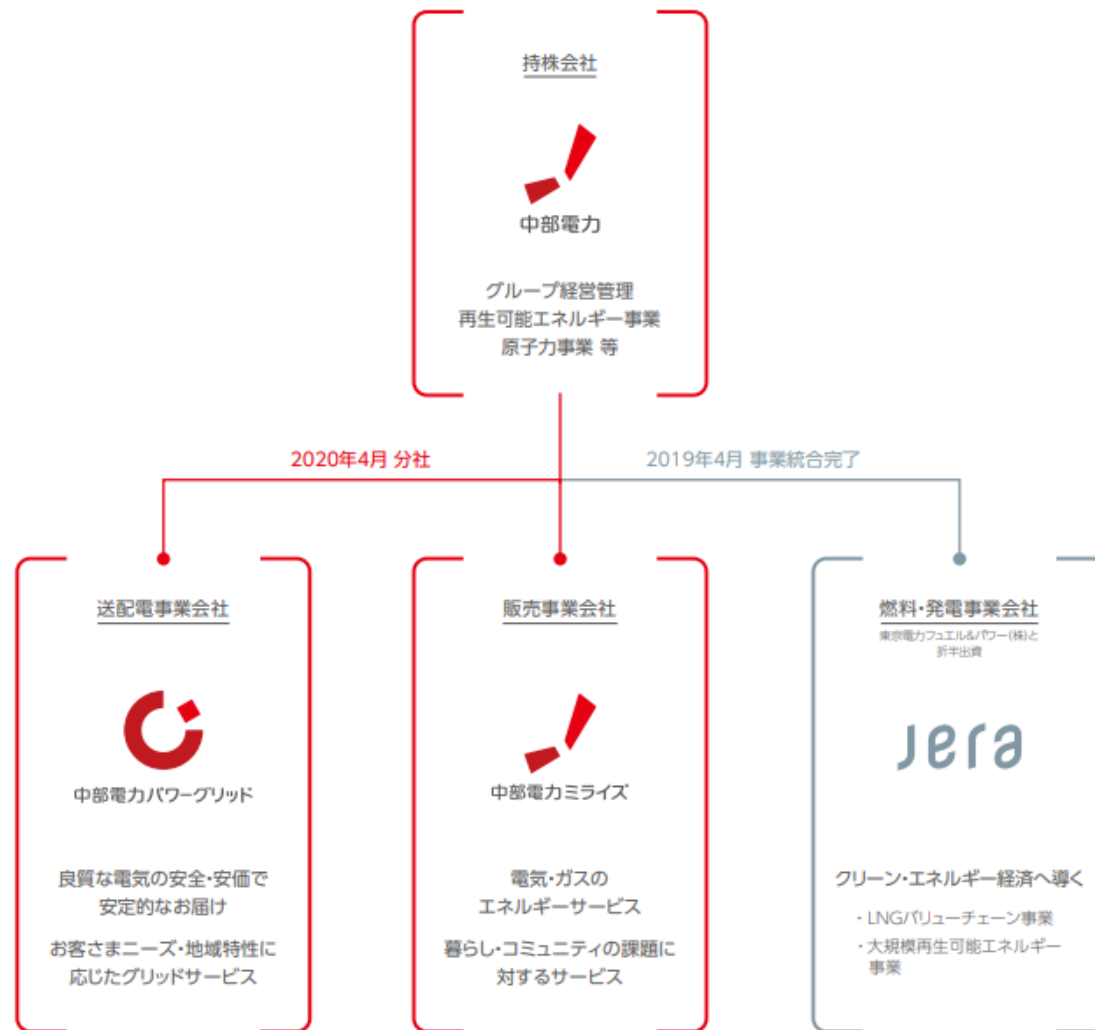 持株会社
中部電力
グループ経営管理
再生可能エネルギー事業
原子力事業 等
2020年4月 分社
2019年4月 事業統合完了
送配電事業会社
中部電力パワーグリッド
良質な電気の安全・安価で
安定的なお届け
お客さまニーズ・地域特性に
応じたグリッドサービス
販売事業会社
中部電力ミライズ
電気・ガスの
エネルギーサービス
暮らし・コミュニティの課題に
対するサービス
燃料・発電事業会社
東京電力フュエル&パワー(株)と
折半出資
Jera
クリーン・エネルギー経済へ導く
・LNGバリューチェーン事業
・大規模再生可能エネルギー
事業